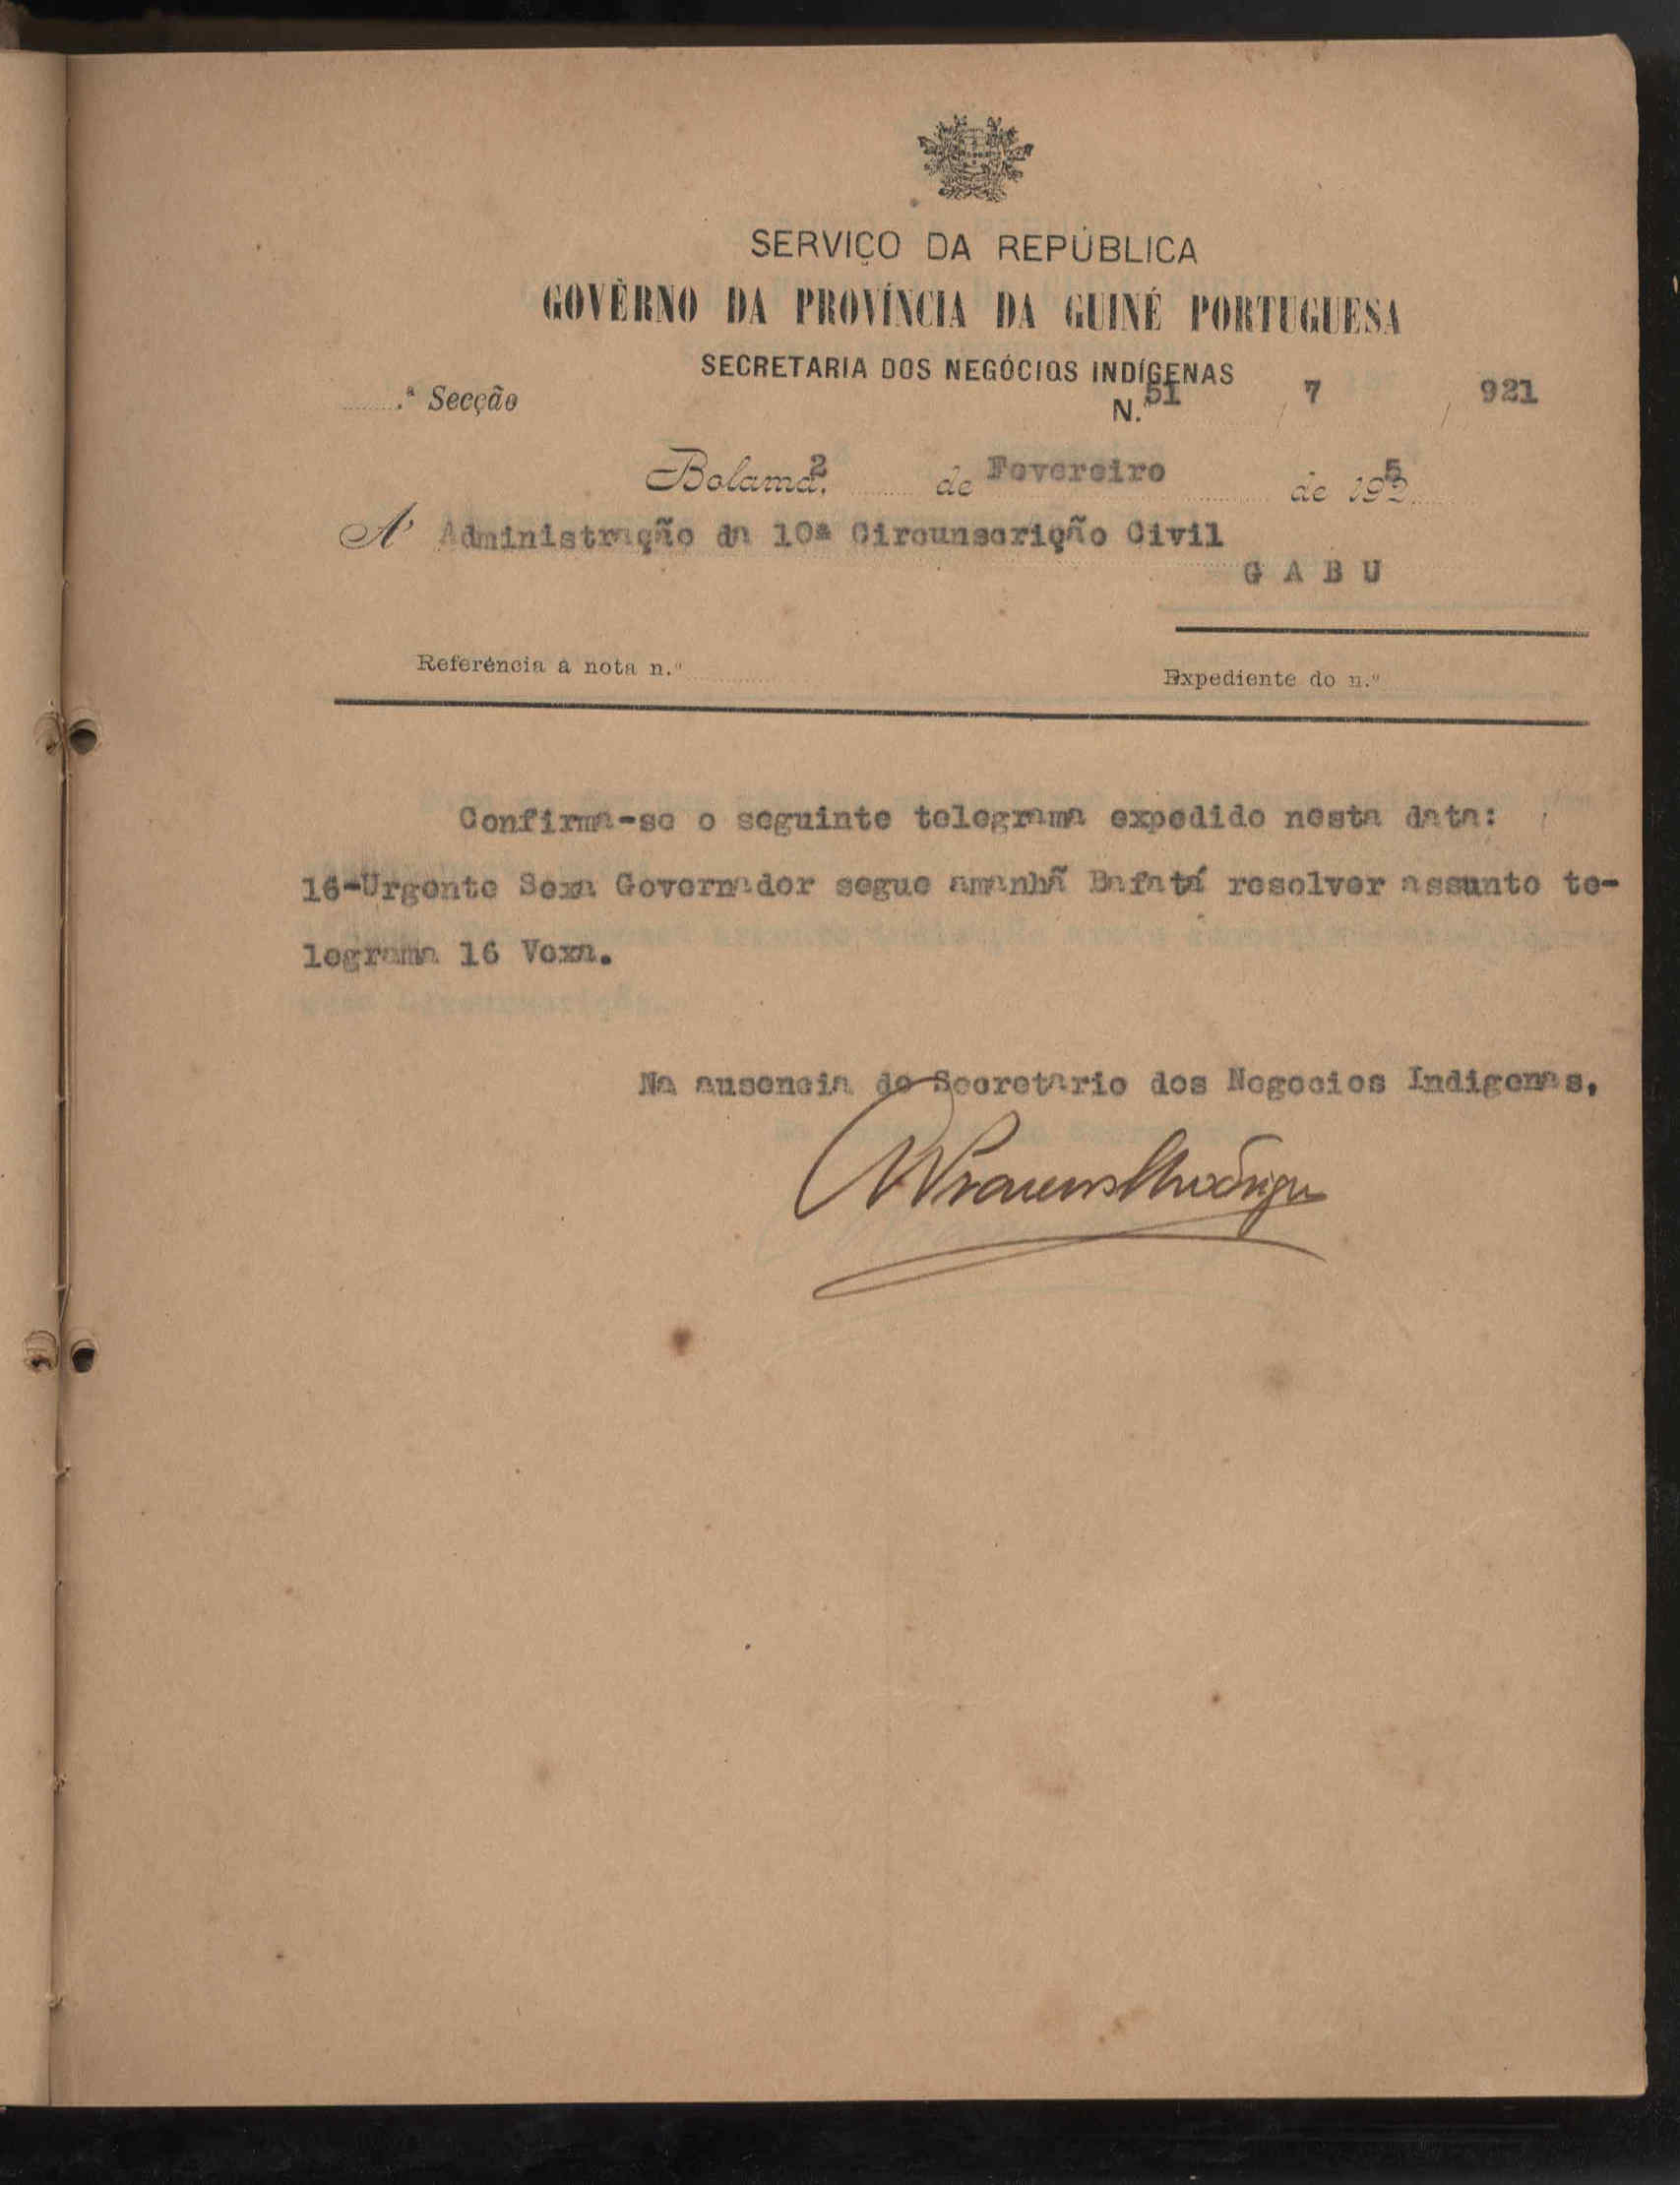 SERVIÇO DA REPÚBLICA
GOVÊRNO DA PROVÍNCIA DA GUINÉ PORTUGUESA
SECRETARIA DOS NEGÓCIOS INDÍGENAS
.ª Secção N.º 51 / 7 / 921
Bolama, 2 de Fevereiro de 1925
A' Administração da 10ª Circunscrição Civil
G A B U
Referência à nota n.º
Expediente do n.º
Confirma-se o seguinte telegrama expedido nesta data:
16-Urgente Sexa Governador segue amanhã Bafatá resolver assunto te-
legrama 16 Vexa.
Na ausencia do Secretario dos Negocios Indigenas,